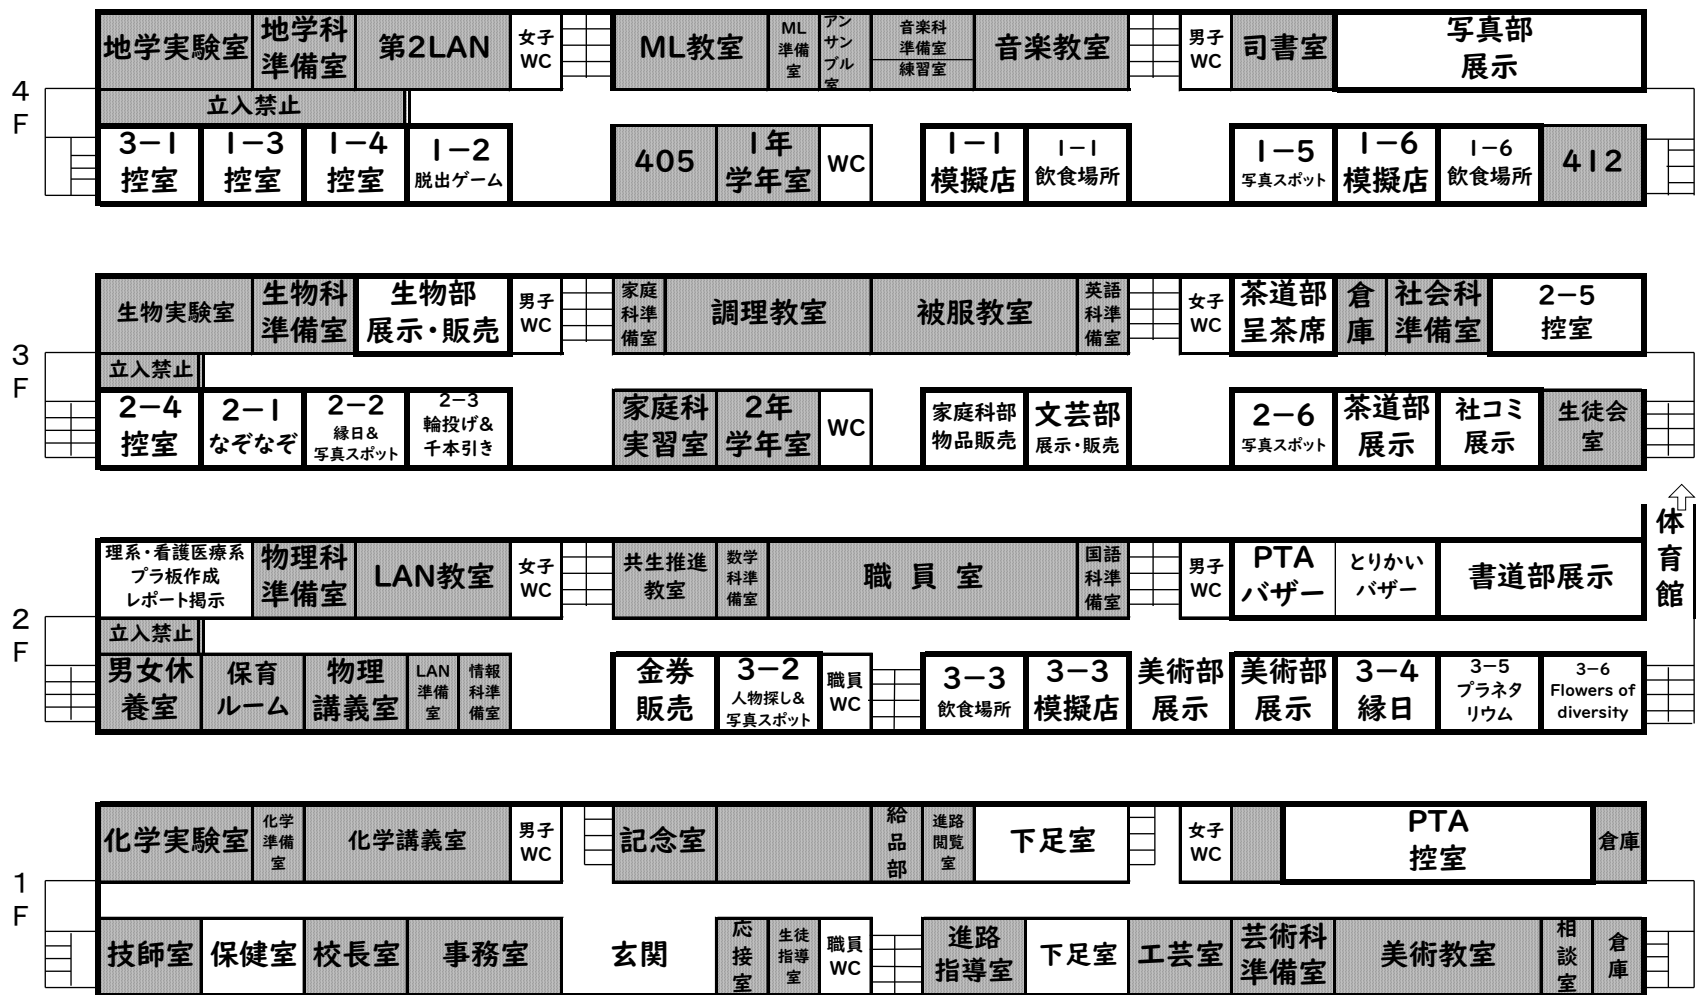 地学実験室
地学科
準備室
第2LAN
女子
WC
ML教室
ML
準備
室
アン
サン
ブル
室
音楽科
準備室
練習室
音楽教室
男子
WC
司書室
写真部
展示
4
F
立入禁止
3-1
控室
1-3
控室
1-4
控室
1-2
脱出ゲーム
405
1年
学年室
WC
1-1
模擬店
1-1
飲食場所
1-5
写真スポット
1-6
模擬店
1-6
飲食場所
412
生物実験室
生物科
準備室
生物部
展示・販売
男子
WC
家庭
科準
備室
調理教室
被服教室
英語
科準
備室
女子
WC
茶道部
呈茶席
倉
庫
社会科
準備室
2-5
控室
3
F
立入禁止
2-4
控室
2-1
なぞなぞ
2-2
縁日&
写真スポット
2-3
輪投げ&
千本引き
家庭科
実習室
2年
学年室
WC
家庭科部
物品販売
文芸部
展示・販売
2-6
写真スポット
茶道部
展示
社コミ
展示
生徒会
室
体
育
館
理系・看護医療系
プラ板作成
レポート掲示
物理科
準備室
LAN教室
女子
WC
共生推進
教室
数学
科準
備室
職 員 室
国語
科準
備室
男子
WC
PTA
バザー
とりかい
バザー
書道部展示
2
F
立入禁止
男女休
養室
保育
ルーム
物理
講義室
LAN
準備
室
情報
科準
備室
金券
販売
3-2
人物探し&
写真スポット
職員
WC
3-3
飲食場所
3-3
模擬店
美術部
展示
美術部
展示
3-4
縁日
3-5
プラネタ
リウム
3-6
Flowers of
diversity
化学実験室
化学
準備
室
化学講義室
男子
WC
記念室
給
品
部
進路
閲覧
室
下足室
女子
WC
PTA
控室
倉庫
1
F
技師室
保健室
校長室
事務室
玄関
応
接
室
生徒
指導
室
職員
WC
進路
指導室
下足室
工芸室
芸術科
準備室
美術教室
相
談
室
倉
庫